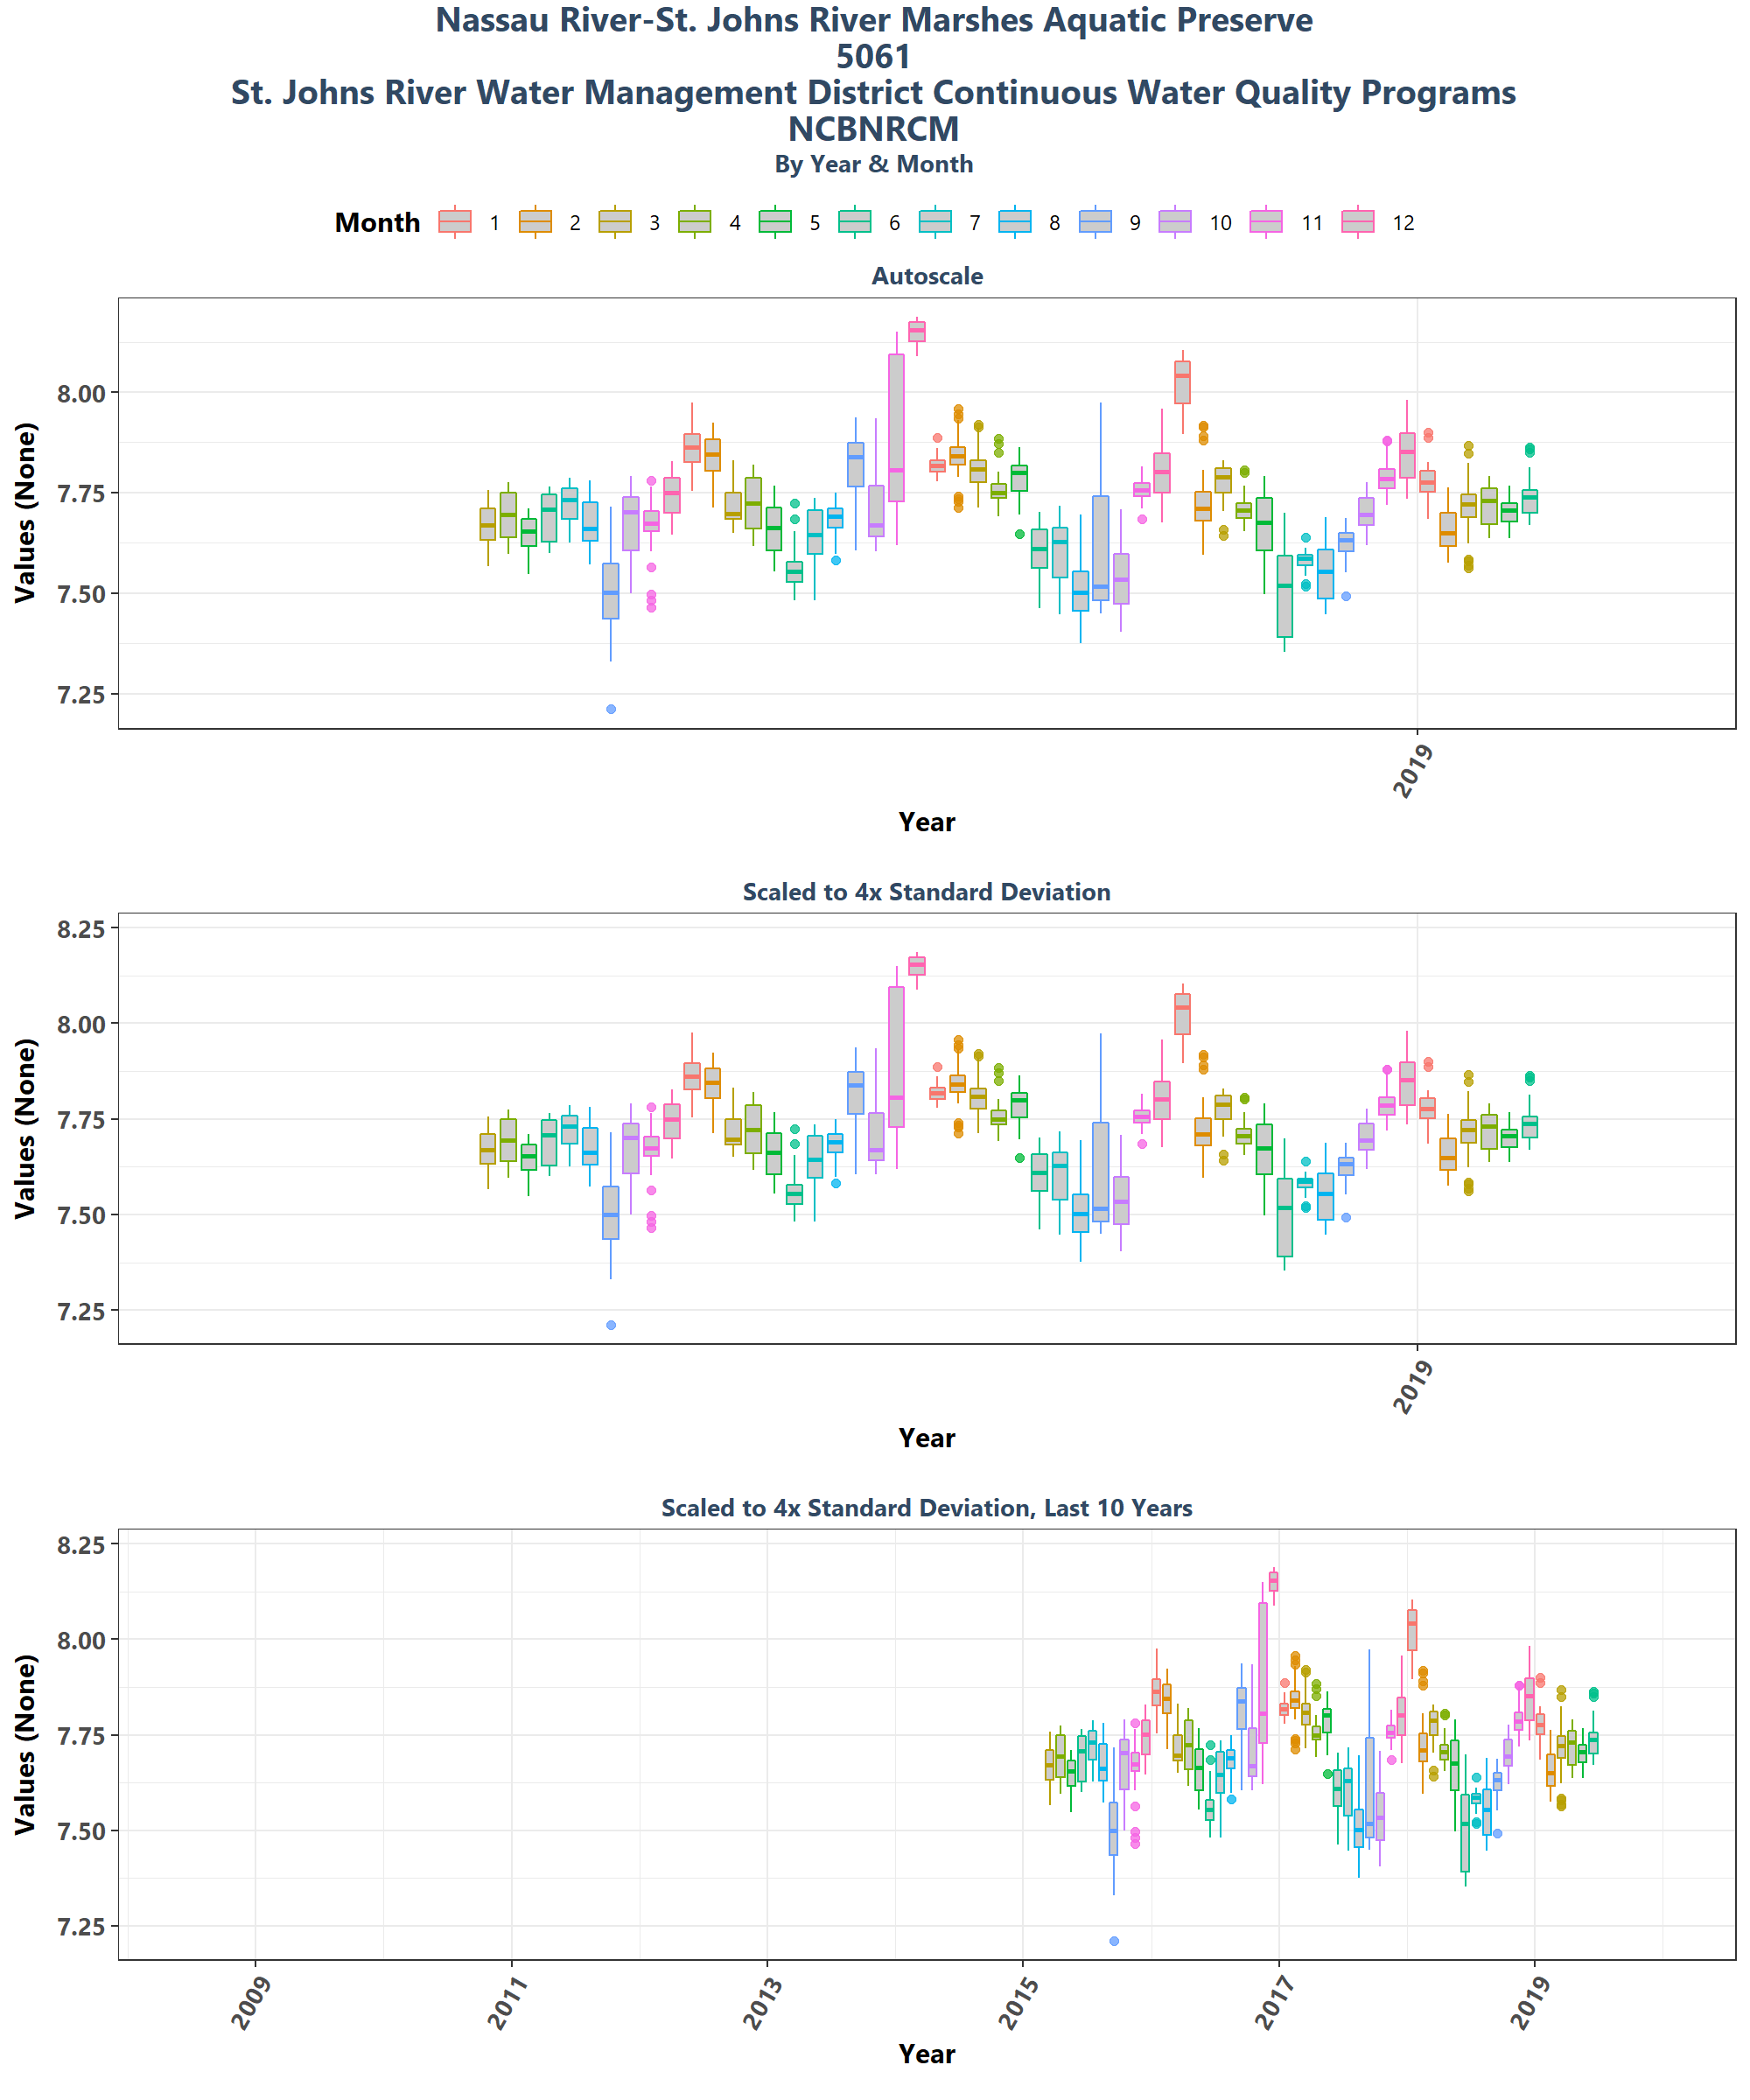 Nassau River-St. Johns River Marshes Aquatic Preserve
5061
St. Johns River Water Management District Continuous Water Quality Programs
NCBNRCM
By Year & Month
Month 1 2 3 4 5 6 7 8 9 10 11 12
Autoscale
Values (None)
8.00
7.75
7.50
7.25
2019
Year
Scaled to 4x Standard Deviation
Values (None)
8.25
8.00
7.75
7.50
7.25
2019
Year
Scaled to 4x Standard Deviation, Last 10 Years
Values (None)
8.25
8.00
7.75
7.50
7.25
2009 2011 2013 2015 2017 2019
Year